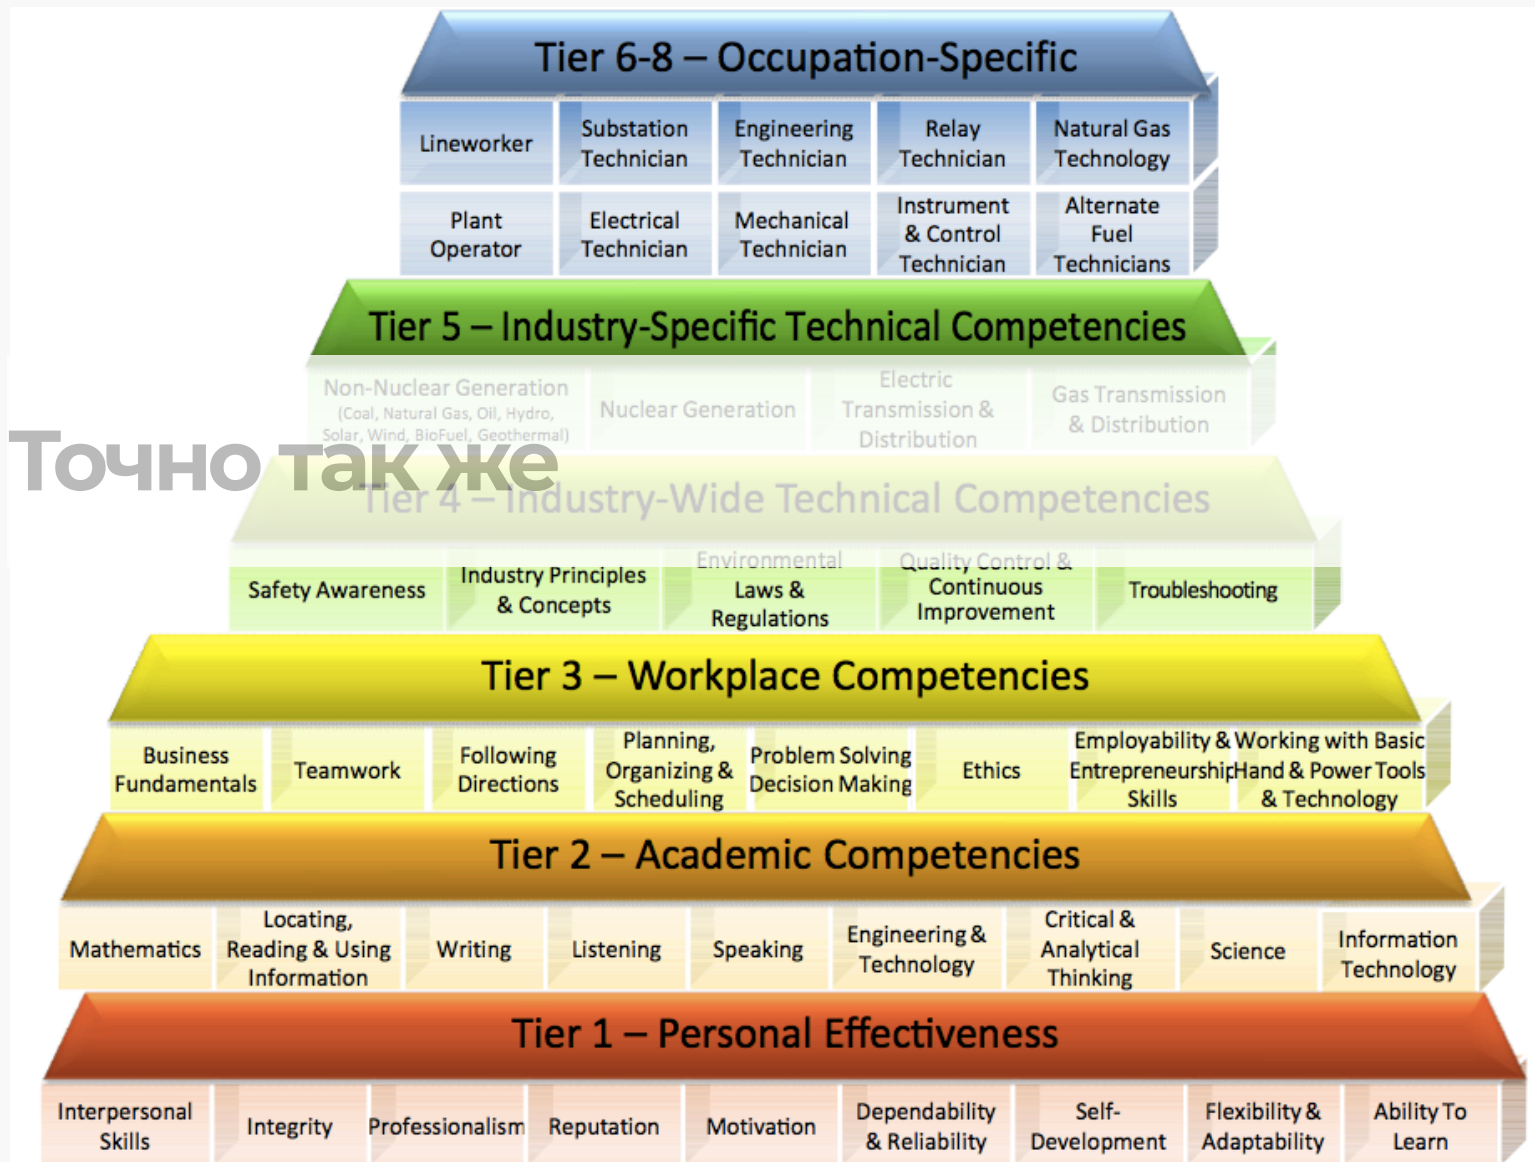 Tier 6-8 – Occupation-Specific
Lineworker
Substation
Technician
Engineering
Technician
Relay
Technician
Natural Gas
Technology
Plant
Operator
Electrical
Technician
Mechanical
Technician
Instrument
& Control
Technician
Alternate
Fuel
Technicians
Tier 5 – Industry-Specific Technical Competencies
Non-Nuclear Generation
(Coal, Natural Gas, Oil, Hydro,
Solar, Wind, BioFuel, Geothermal)
Nuclear Generation
Electric
Transmission &
Distribution
Gas Transmission
& Distribution
Точно так же
Tier 4 – Industry-Wide Technical Competencies
Safety Awareness
Industry Principles
& Concepts
Environmental
Laws &
Regulations
Quality Control &
Continuous
Improvement
Troubleshooting
Tier 3 – Workplace Competencies
Business
Fundamentals
Teamwork
Following
Directions
Planning,
Organizing &
Scheduling
Problem Solving
Decision Making
Ethics
Employability &
Entrepreneurship
Skills
Working with Basic
Hand & Power Tools
& Technology
Tier 2 – Academic Competencies
Mathematics
Locating,
Reading & Using
Information
Writing
Listening
Speaking
Engineering &
Technology
Critical &
Analytical
Thinking
Science
Information
Technology
Tier 1 – Personal Effectiveness
Interpersonal
Skills
Integrity
Professionalism
Reputation
Motivation
Dependability
& Reliability
Self-
Development
Flexibility &
Adaptability
Ability To
Learn